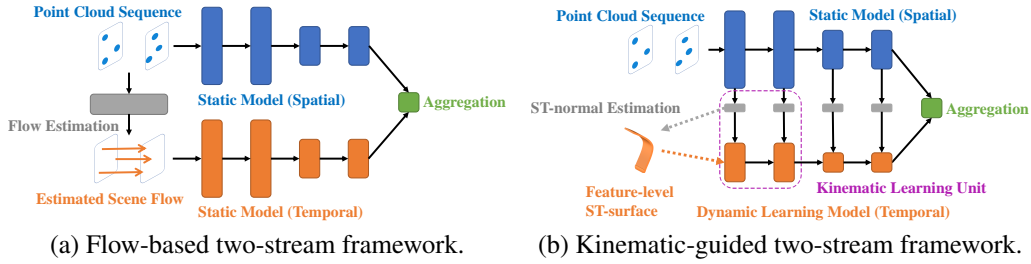 Point Cloud Sequence
Static Model (Spatial)
Flow Estimation
Aggregation
Estimated Scene Flow
Static Model (Temporal)
(a) Flow-based two-stream framework.
Point Cloud Sequence
Static Model (Spatial)
ST-normal Estimation
Aggregation
Feature-level
ST-surface
Kinematic Learning Unit
Dynamic Learning Model (Temporal)
(b) Kinematic-guided two-stream framework.